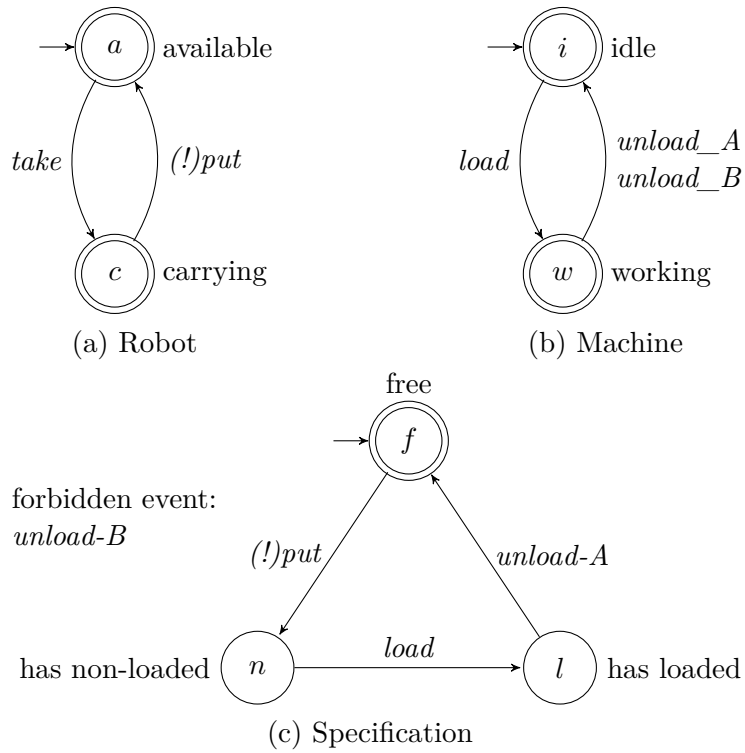 a available
take
(!)put
c carrying
(a) Robot
i idle
load
unload_A
unload_B
w working
(b) Machine
free
f
forbidden event:
unload-B
(!)put
unload-A
has non-loaded n
load
l has loaded
(c) Specification